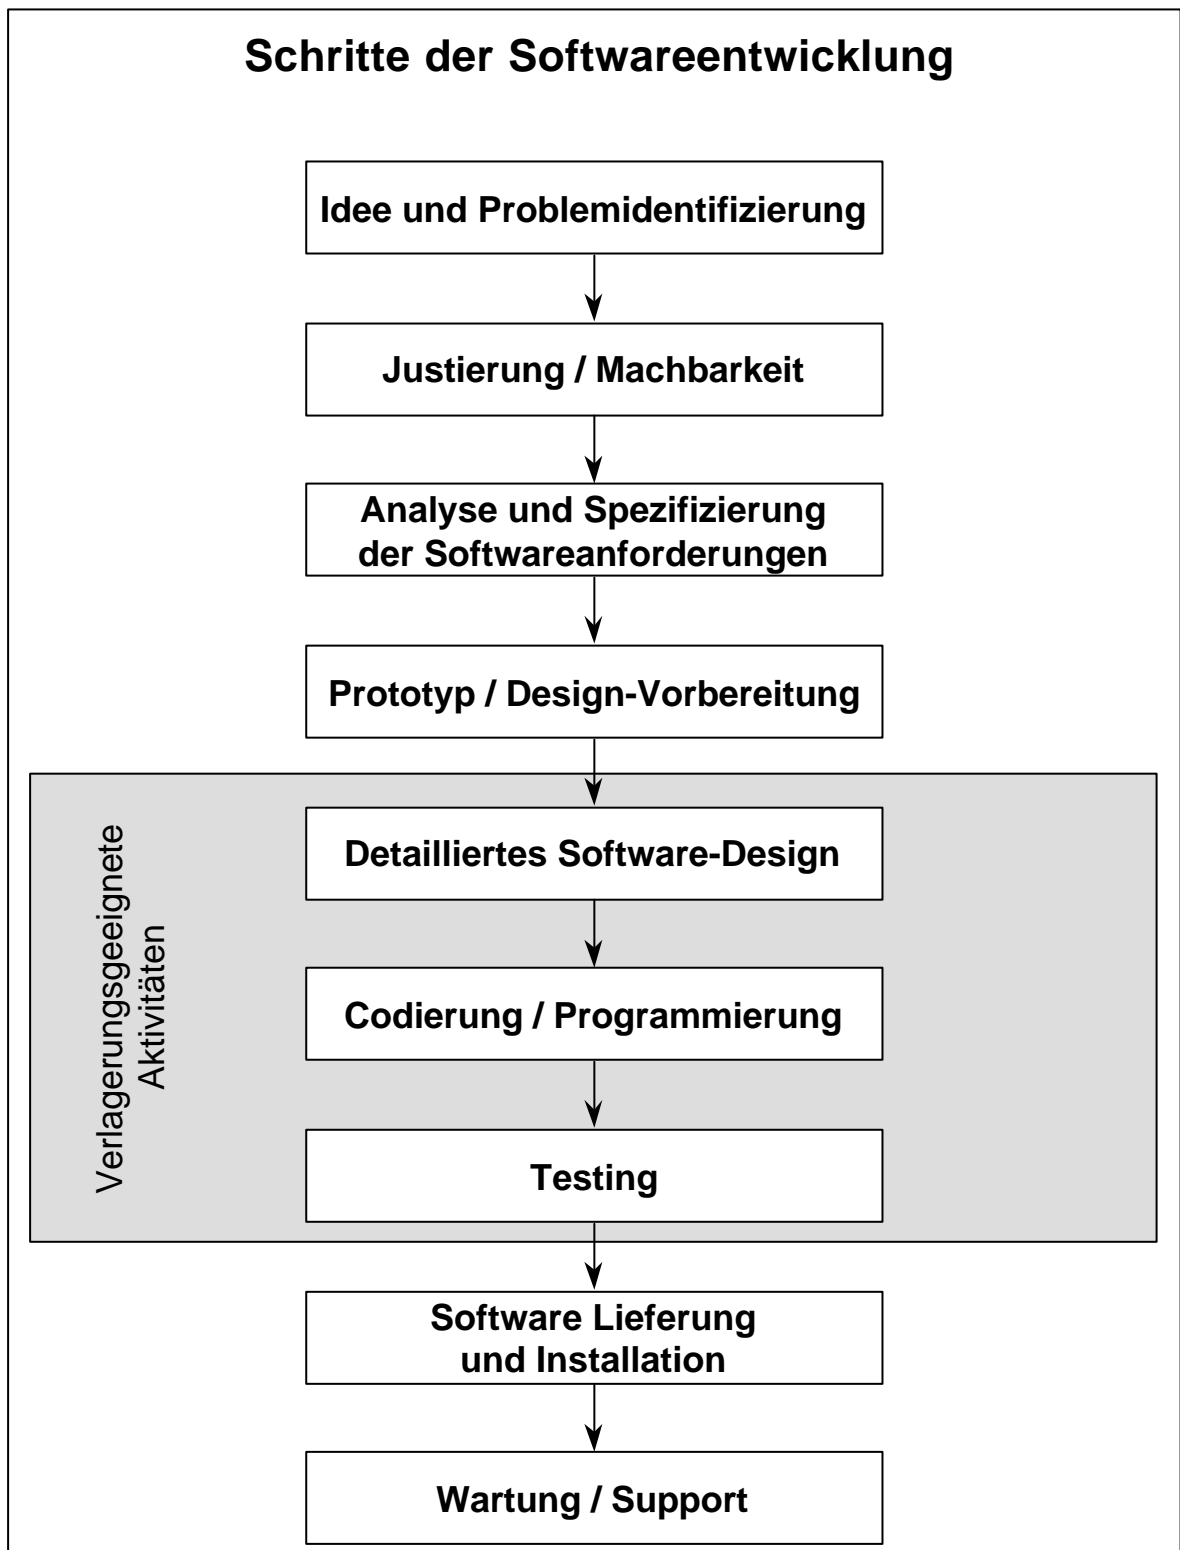 Schritte der Softwareentwicklung
Idee und Problemidentifizierung
Justierung / Machbarkeit
Analyse und Spezifizierung
der Softwareanforderungen
Prototyp / Design-Vorbereitung
Verlagerungsgeeignete
Aktivitäten
Detailliertes Software-Design
Codierung / Programmierung
Testing
Software Lieferung
und Installation
Wartung / Support